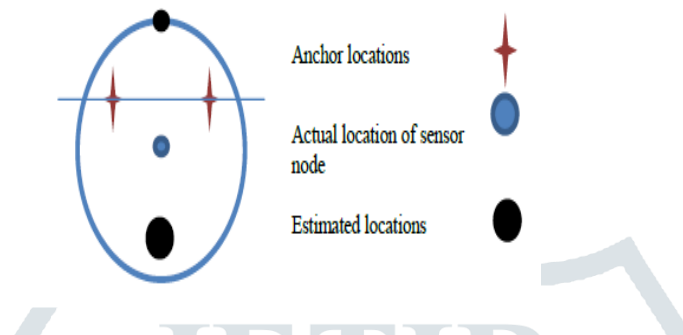 Anchor locations
Actual location of sensor
node
Estimated locations